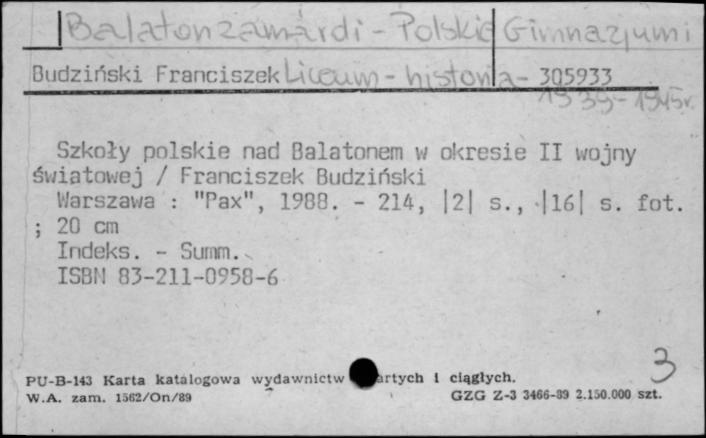 Balatonzamárdi - Polskie Gimnazjum i
Budziński Franciszek Liceum - historia - 305933
1939-1945r.
Szkoły polskie nad Balatonem w okresie II wojny
światowej / Franciszek Budziński
Warszawa : "Pax", 1988. - 214, |2| s., |16| s. fot.
; 20 cm
Indeks. - Summ.
ISBN 83-211-0958-6
3
PU-B-143 Karta katalogowa wydawnictw artych i ciągłych.
W.A. zam. 1562/On/89 GZG Z-3 3466-89 2.150.000 szt.